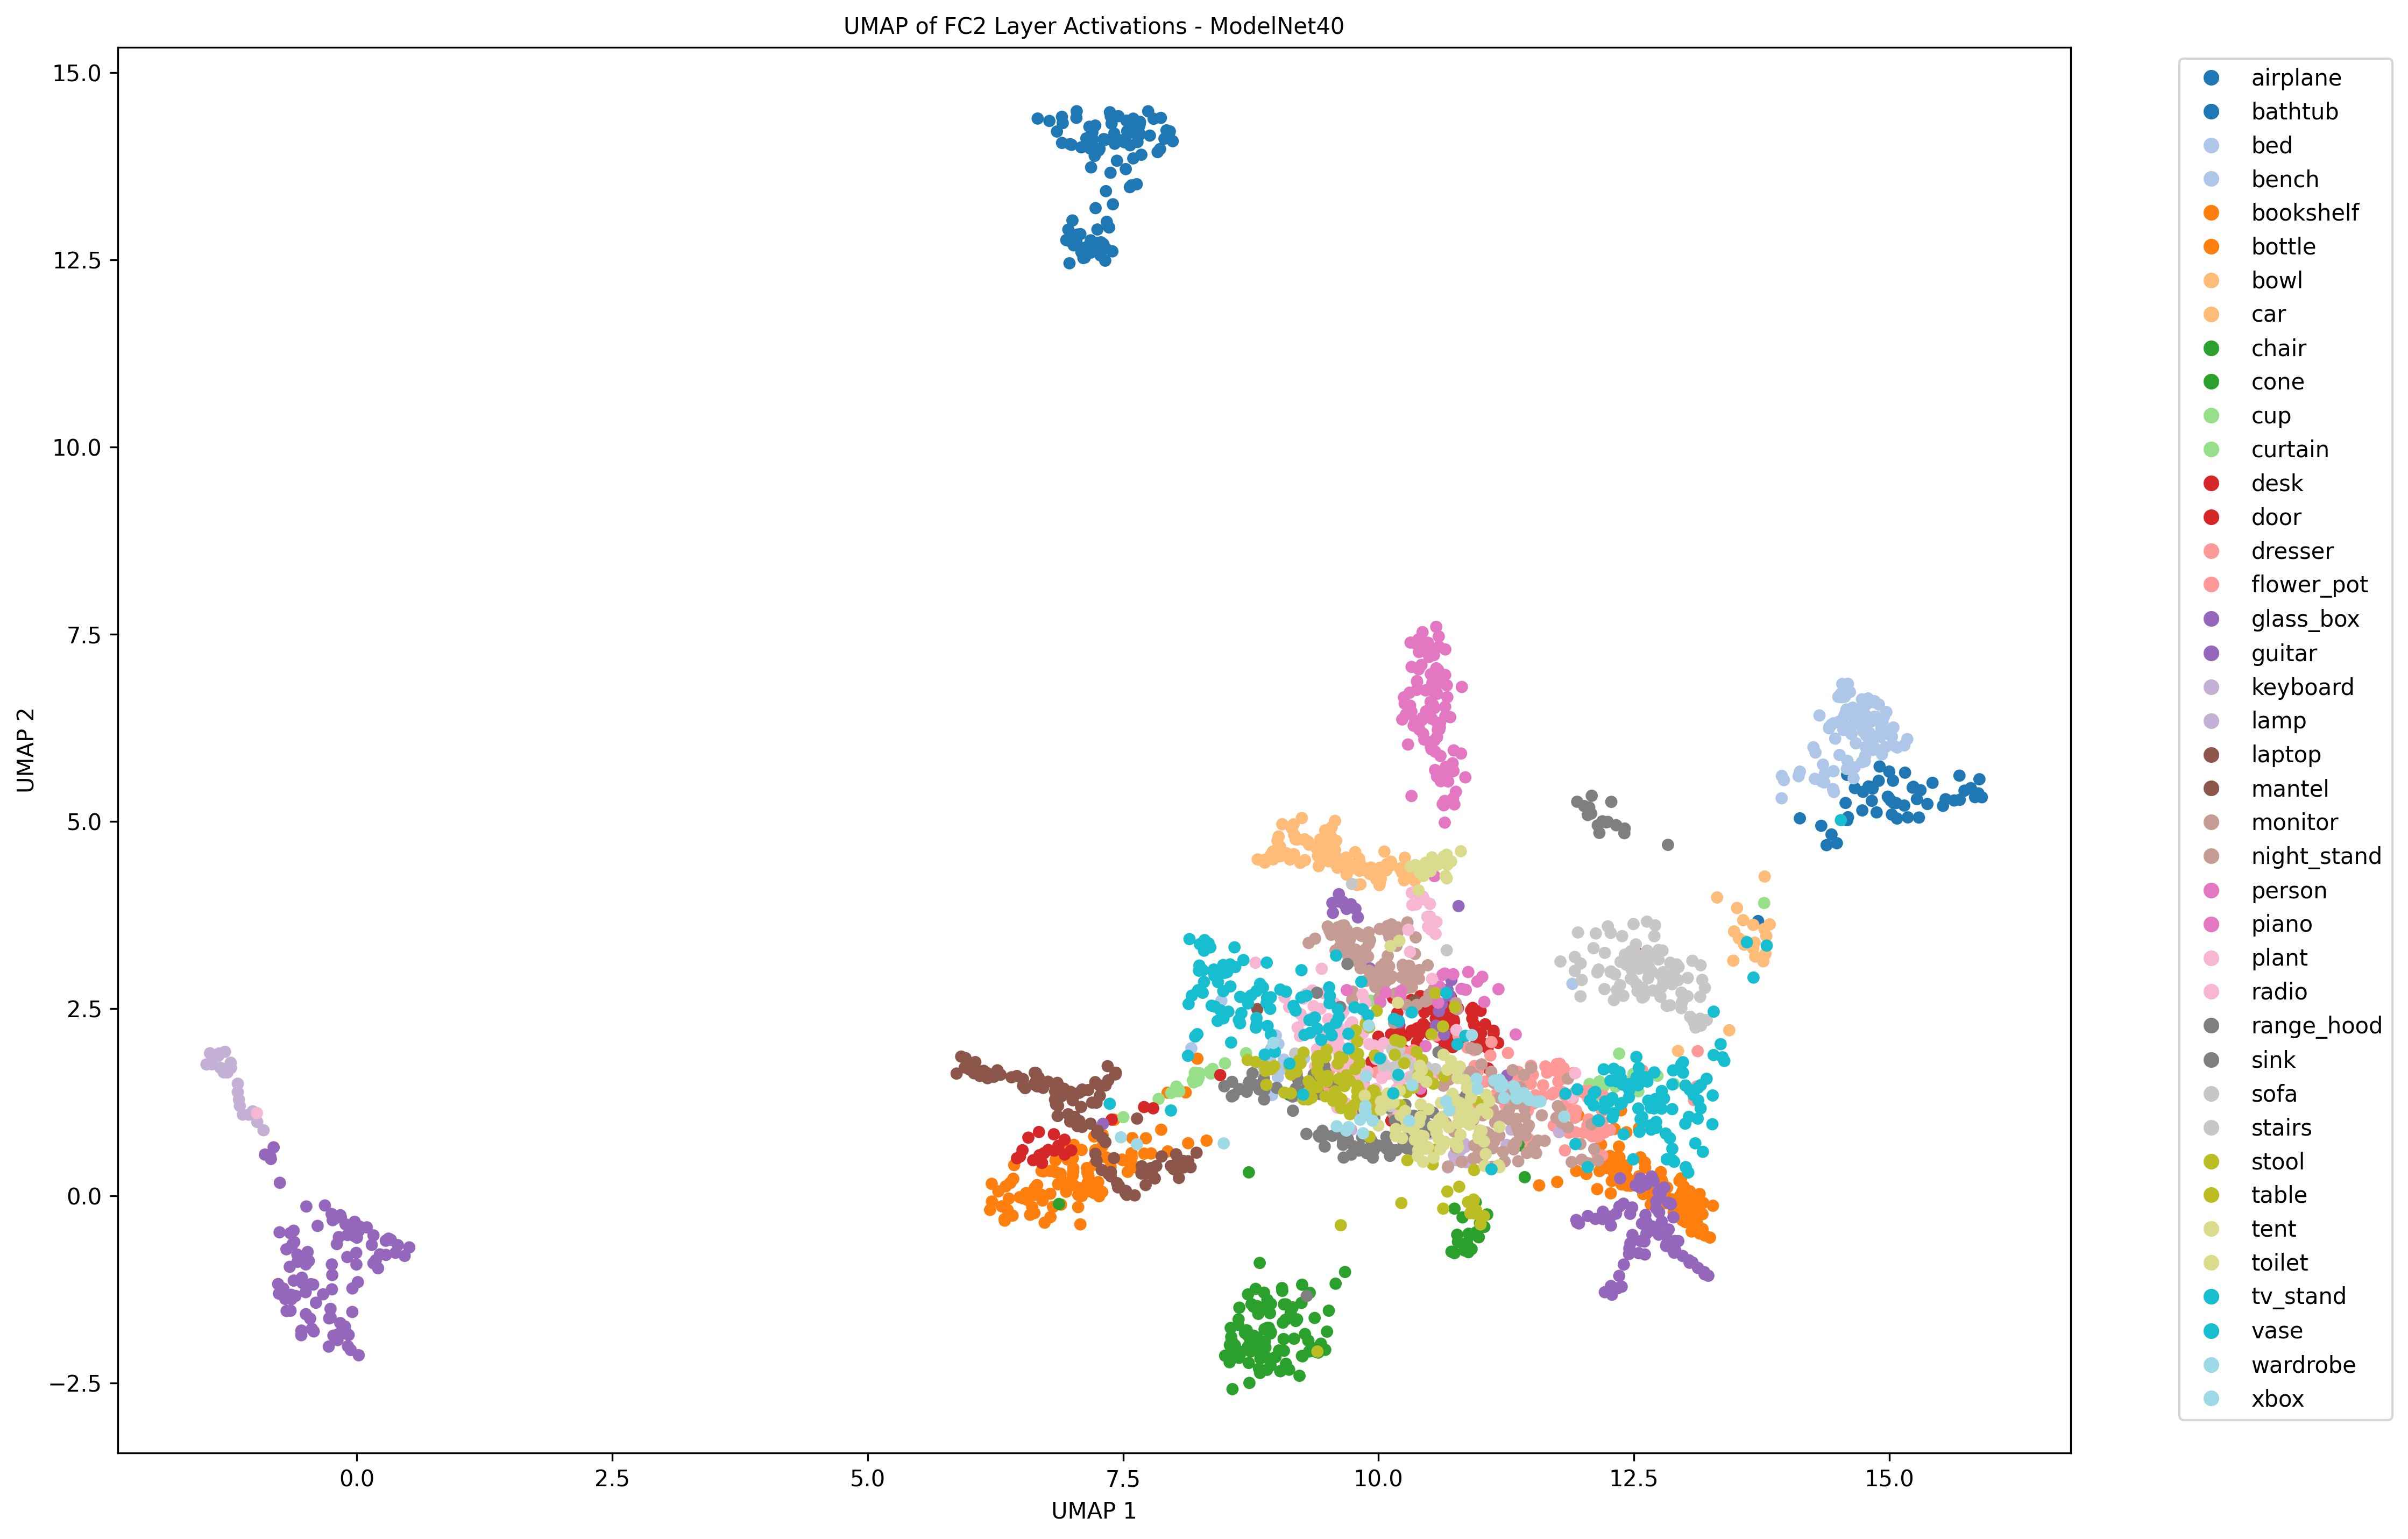 UMAP of FC2 Layer Activations - ModelNet40
15.0
12.5
10.0
7.5
5.0
2.5
0.0
−2.5
UMAP 2
0.0
2.5
5.0
7.5
10.0
12.5
15.0
UMAP 1
airplane
bathtub
bed
bench
bookshelf
bottle
bowl
car
chair
cone
cup
curtain
desk
door
dresser
flower_pot
glass_box
guitar
keyboard
lamp
laptop
mantel
monitor
night_stand
person
piano
plant
radio
range_hood
sink
sofa
stairs
stool
table
tent
toilet
tv_stand
vase
wardrobe
xbox